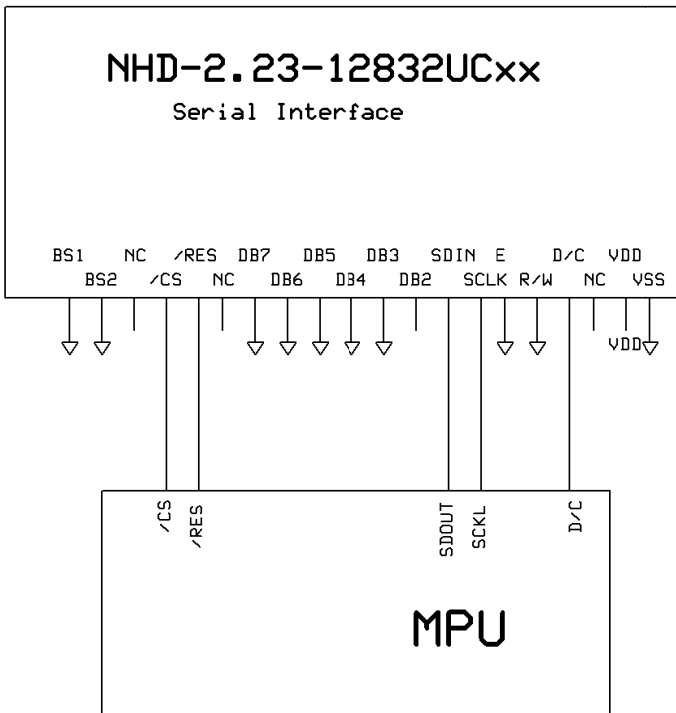 NHD-2.23-12832UCxx
Serial Interface
BS1 NC /RES DB7 DB5 DB3 SDIN E D/C VDD
BS2 /CS NC DB6 DB4 DB2 SCLK R/W NC VSS
VDD
/CS /RES SDOUT SCKL D/C
MPU